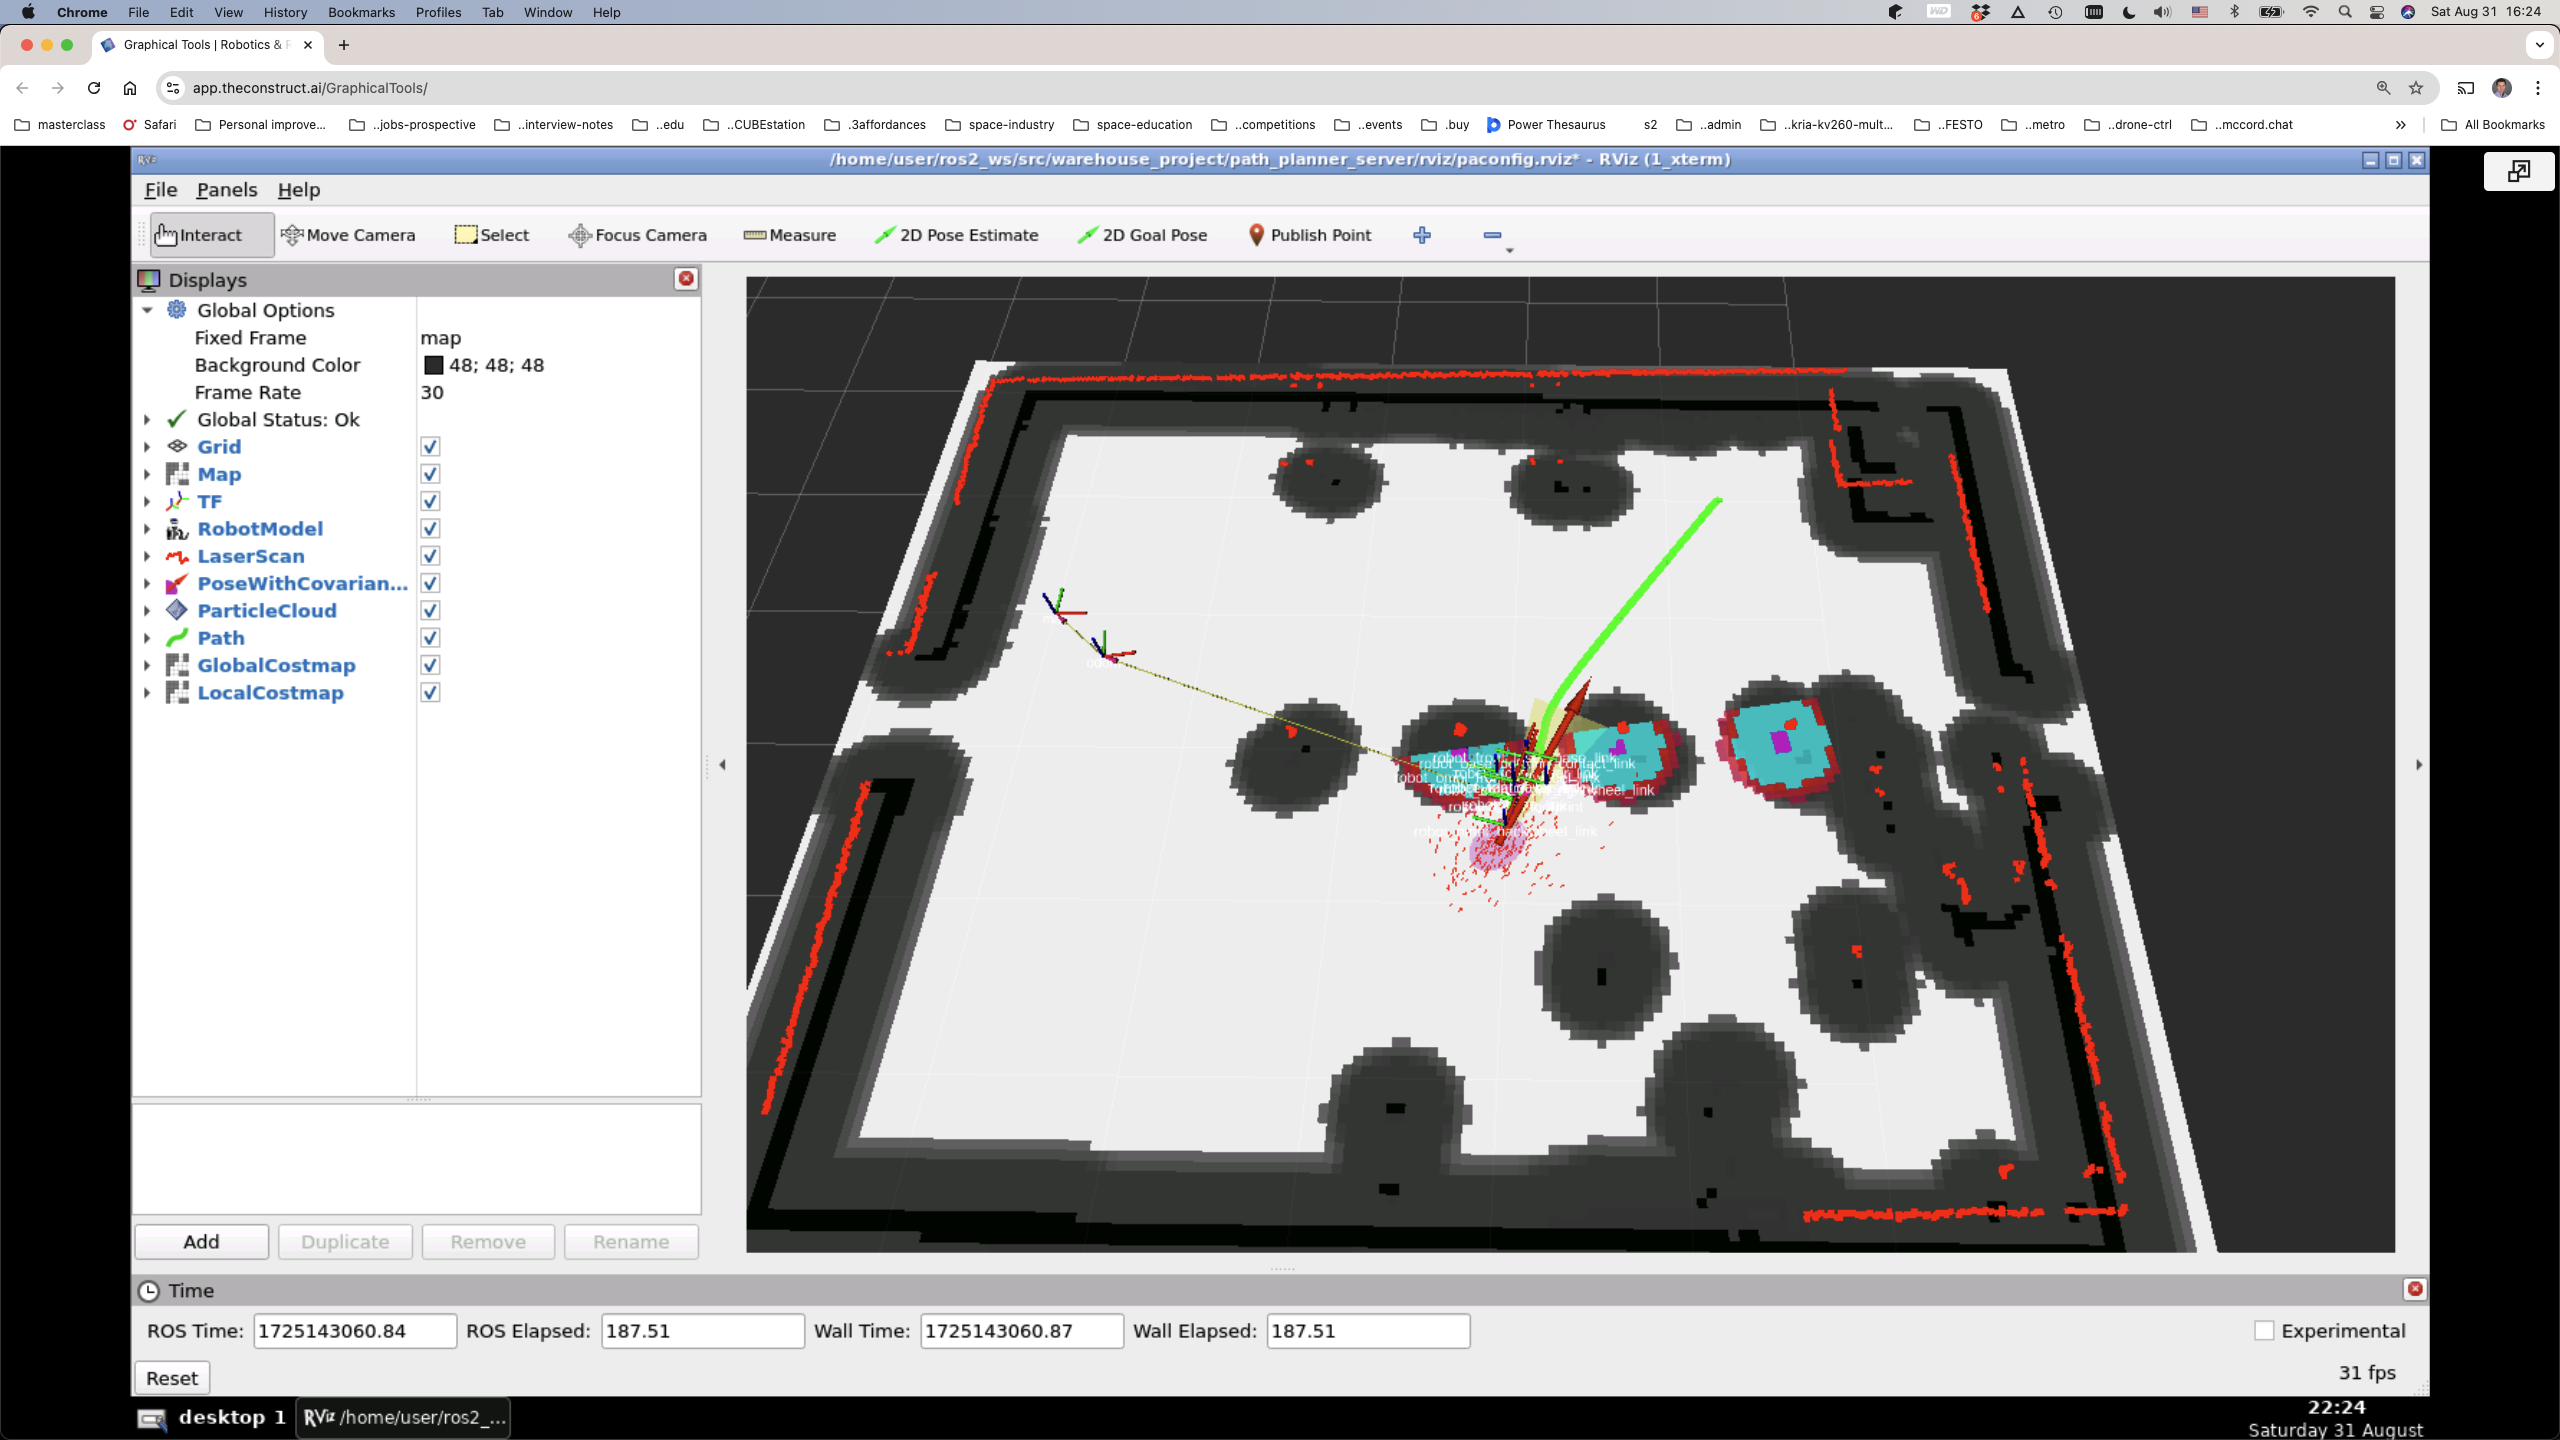 Chrome File Edit View History Bookmarks Profiles Tab Window Help
Sat Aug 31 16:24
Graphical Tools | Robotics & R
app.theconstruct.ai/GraphicalTools/
masterclass Safari Personal improve... ..jobs-prospective ..interview-notes ..edu ..CUBEstation .3affordances space-industry space-education ..competitions ..events .buy Power Thesaurus s2 ..admin ..kria-kv260-mult... ..FESTO ..metro ..drone-ctrl ..mccord.chat » All Bookmarks
RViz /home/user/ros2_ws/src/warehouse_project/path_planner_server/rviz/paconfig.rviz* - RViz (1_xterm)
File Panels Help
Interact Move Camera Select Focus Camera Measure 2D Pose Estimate 2D Goal Pose Publish Point
Displays
Global Options
Fixed Frame map
Background Color 48; 48; 48
Frame Rate 30
Global Status: Ok
Grid
Map
TF
RobotModel
LaserScan
PoseWithCovarian...
ParticleCloud
Path
GlobalCostmap
LocalCostmap
Add Duplicate Remove Rename
Time
ROS Time: 1725143060.84 ROS Elapsed: 187.51 Wall Time: 1725143060.87 Wall Elapsed: 187.51 Experimental
Reset 31 fps
desktop 1 RViz /home/user/ros2_...
22:24
Saturday 31 August